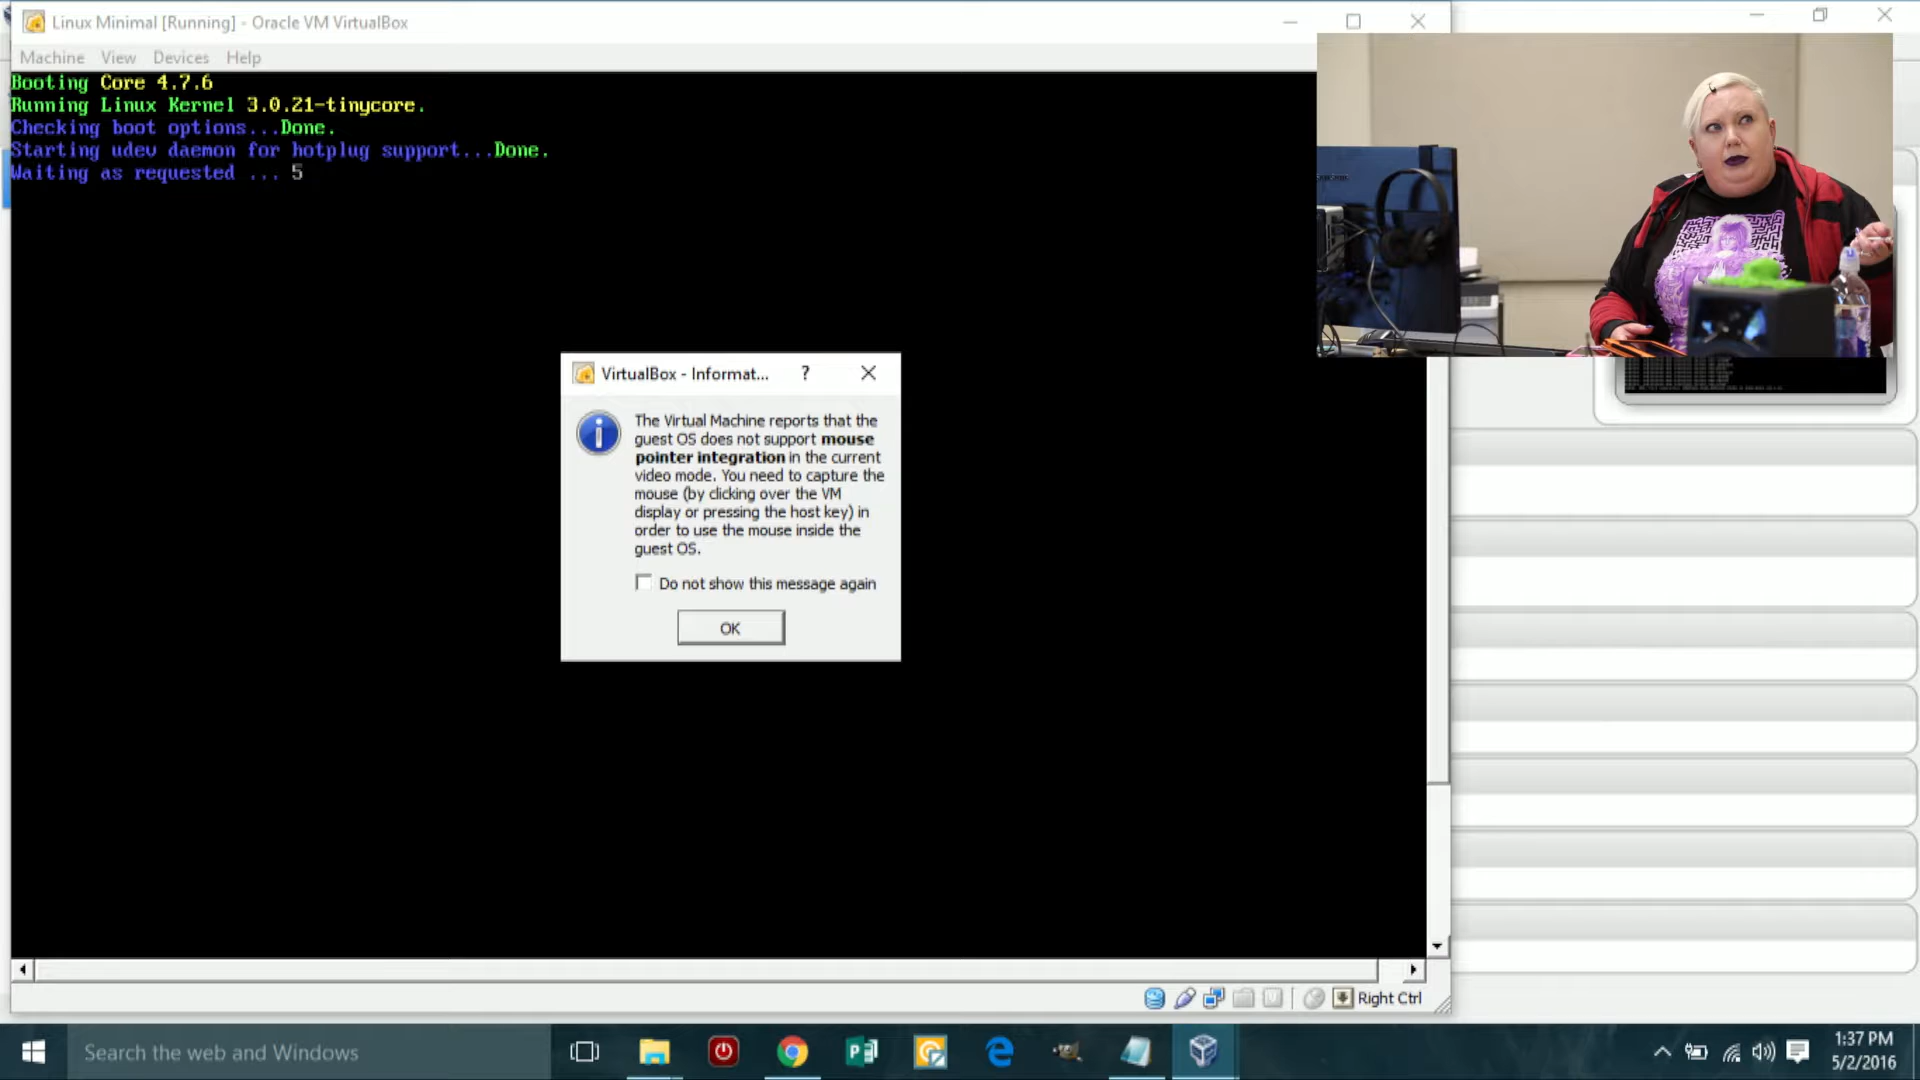 Linux Minimal [Running] - Oracle VM VirtualBox
Machine View Devices Help
Booting Core 4.7.6
Running Linux Kernel 3.0.21-tinycore.
Checking boot options...Done.
Starting udev daemon for hotplug support...Done.
Waiting as requested ... 5
VirtualBox - Informat... ?
The Virtual Machine reports that the
guest OS does not support mouse
pointer integration in the current
video mode. You need to capture the
mouse (by clicking over the VM
display or pressing the host key) in
order to use the mouse inside the
guest OS.
Do not show this message again
OK
Right Ctrl
Search the web and Windows
1:37 PM
5/2/2016